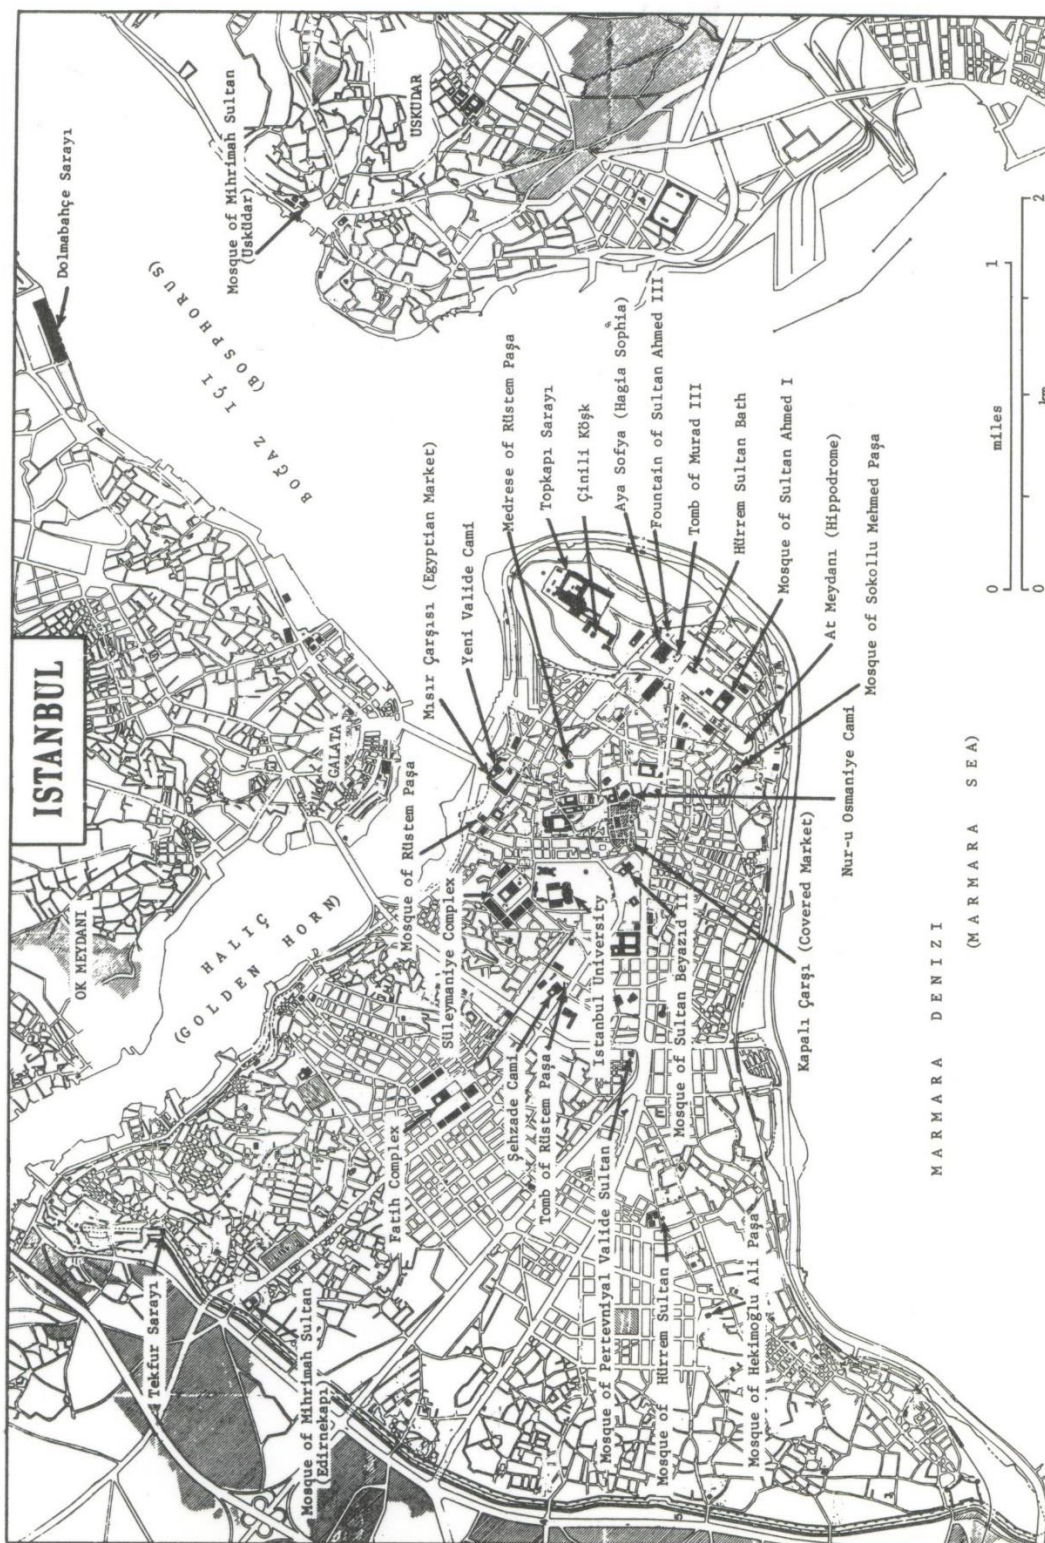 ISTANBUL
Dolmabahçe Sarayı
BOĞAZ IÇI
(BOSPHORUS)
Mosque of Mihrimah Sultan
(Usküdar)
USKUDAR
OK MEYDANI
HALIÇ
(GOLDEN HORN)
GALATA
Mısır Çarşısı (Egyptian Market)
Yeni Valide Cami
Medrese of Rüstem Paşa
Topkapı Sarayı
Çinili Köşk
Aya Sofya (Hagia Sophia)
Fountain of Sultan Ahmed III
Tomb of Murad III
Hürrem Sultan Bath
Mosque of Sultan Ahmed I
At Meydanı (Hippodrome)
Mosque of Sokollu Mehmed Paşa
Nur-u Osmaniye Cami
Kapalı Çarşı (Covered Market)
Mosque of Rüstem Paşa
Süleymaniye Complex
Istanbul University
Mosque of Sultan Beyazid II
Fatih Complex
Şehzade Cami
Tomb of Rüstem Paşa
Mosque of Pertevniyal Valide Sultan
Mosque of Hürrem Sultan
Mosque of Hekimoğlu Ali Paşa
Tekfur Sarayı
Mosque of Mihrimah Sultan
(Edirnekapı)
MARMARA DENIZI
(MARMARA SEA)
0 1
miles
0 2
km